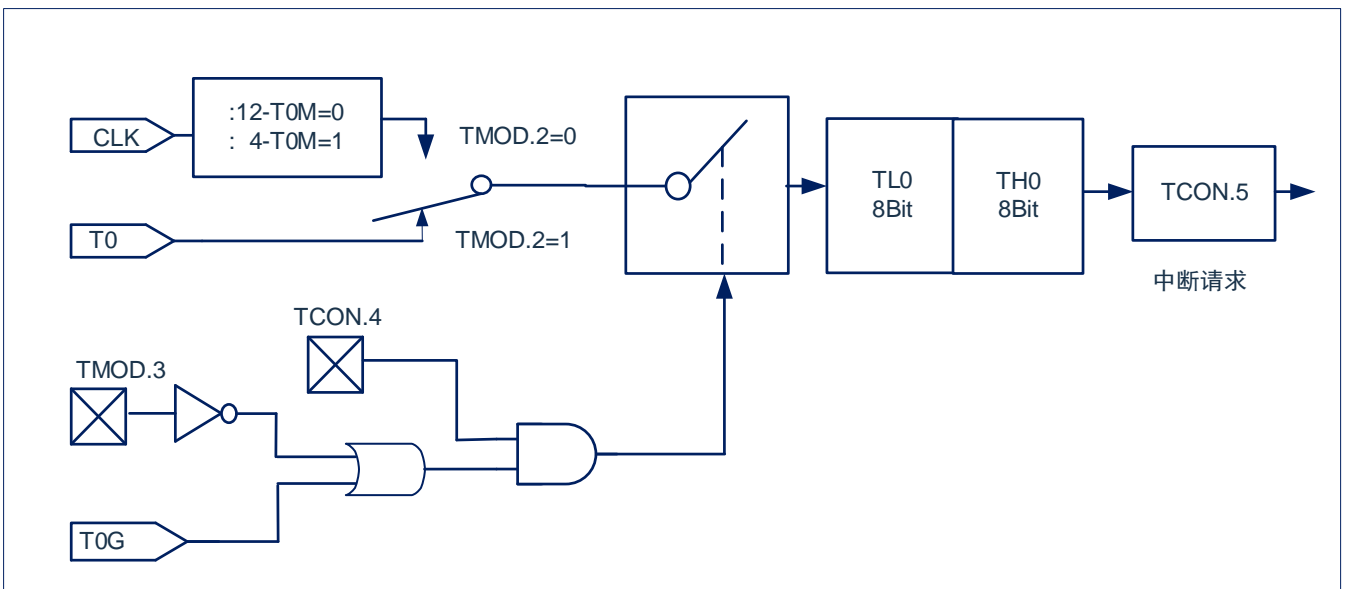 :12-T0M=0
: 4-T0M=1
CLK
TMOD.2=0
T0
TMOD.2=1
TL0
8Bit
TH0
8Bit
TCON.5
中断请求
TCON.4
TMOD.3
T0G